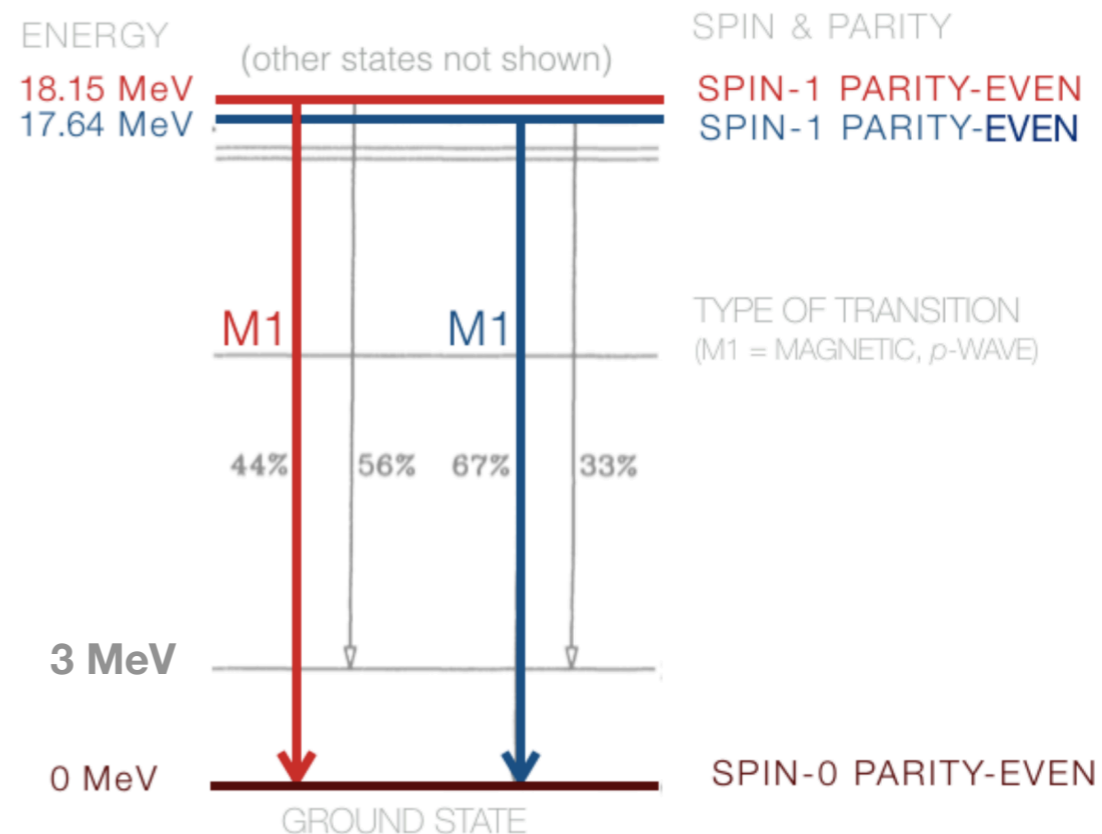 ENERGY
SPIN & PARITY
(other states not shown)
18.15 MeV
SPIN-1 PARITY-EVEN
17.64 MeV
SPIN-1 PARITY-EVEN
M1
M1
TYPE OF TRANSITION
(M1 = MAGNETIC, p-WAVE)
44%
56%
67%
33%
3 MeV
0 MeV
SPIN-0 PARITY-EVEN
GROUND STATE